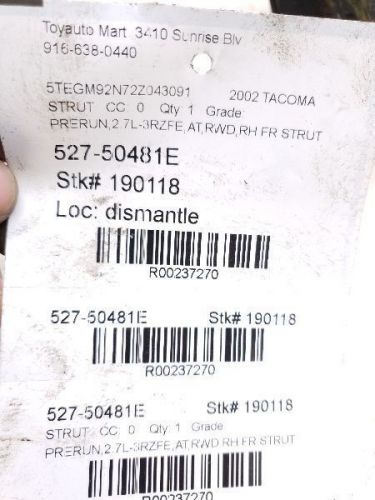 Toyauto Mart 3410 Sunrise Blv
916-638-0440
5TEGM92N72Z043091 2002 TACOMA
STRUT CC: 0 Qty: 1 Grade:
PRERUN,2.7L-3RZFE,AT,RWD,RH FR STRUT
527-50481E
Stk# 190118
Loc: dismantle
R00237270
527-50481E Stk# 190118
R00237270
527-50481E Stk# 190118
STRUT CC: 0 Qty: 1 Grade
PRERUN,2.7L-3RZFE,AT,RWD,RH FR STRUT
R00237270